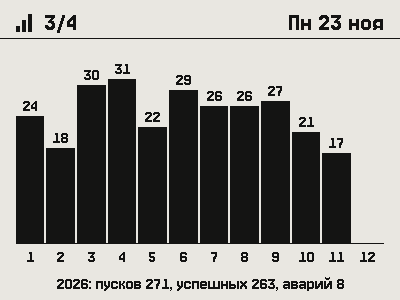 3/4
Пн 23 ноя
24 18 30 31 22 29 26 26 27 21 17
1 2 3 4 5 6 7 8 9 10 11 12
2026: пусков 271, успешных 263, аварий 8